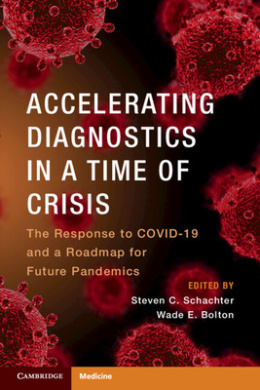 ACCELERATING
DIAGNOSTICS
IN A TIME OF
CRISIS
The Response to COVID-19
and a Roadmap for
Future Pandemics
EDITED BY
Steven C. Schachter
Wade E. Bolton
CAMBRIDGE Medicine